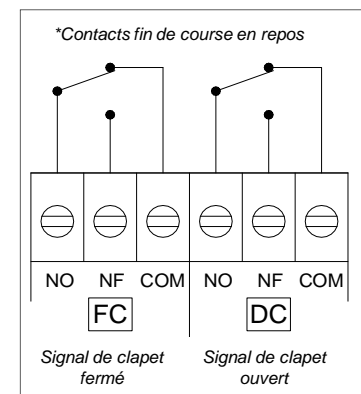 *Contacts fin de course en repos
NO NF COM NO NF COM
FC DC
Signal de clapet fermé
Signal de clapet ouvert